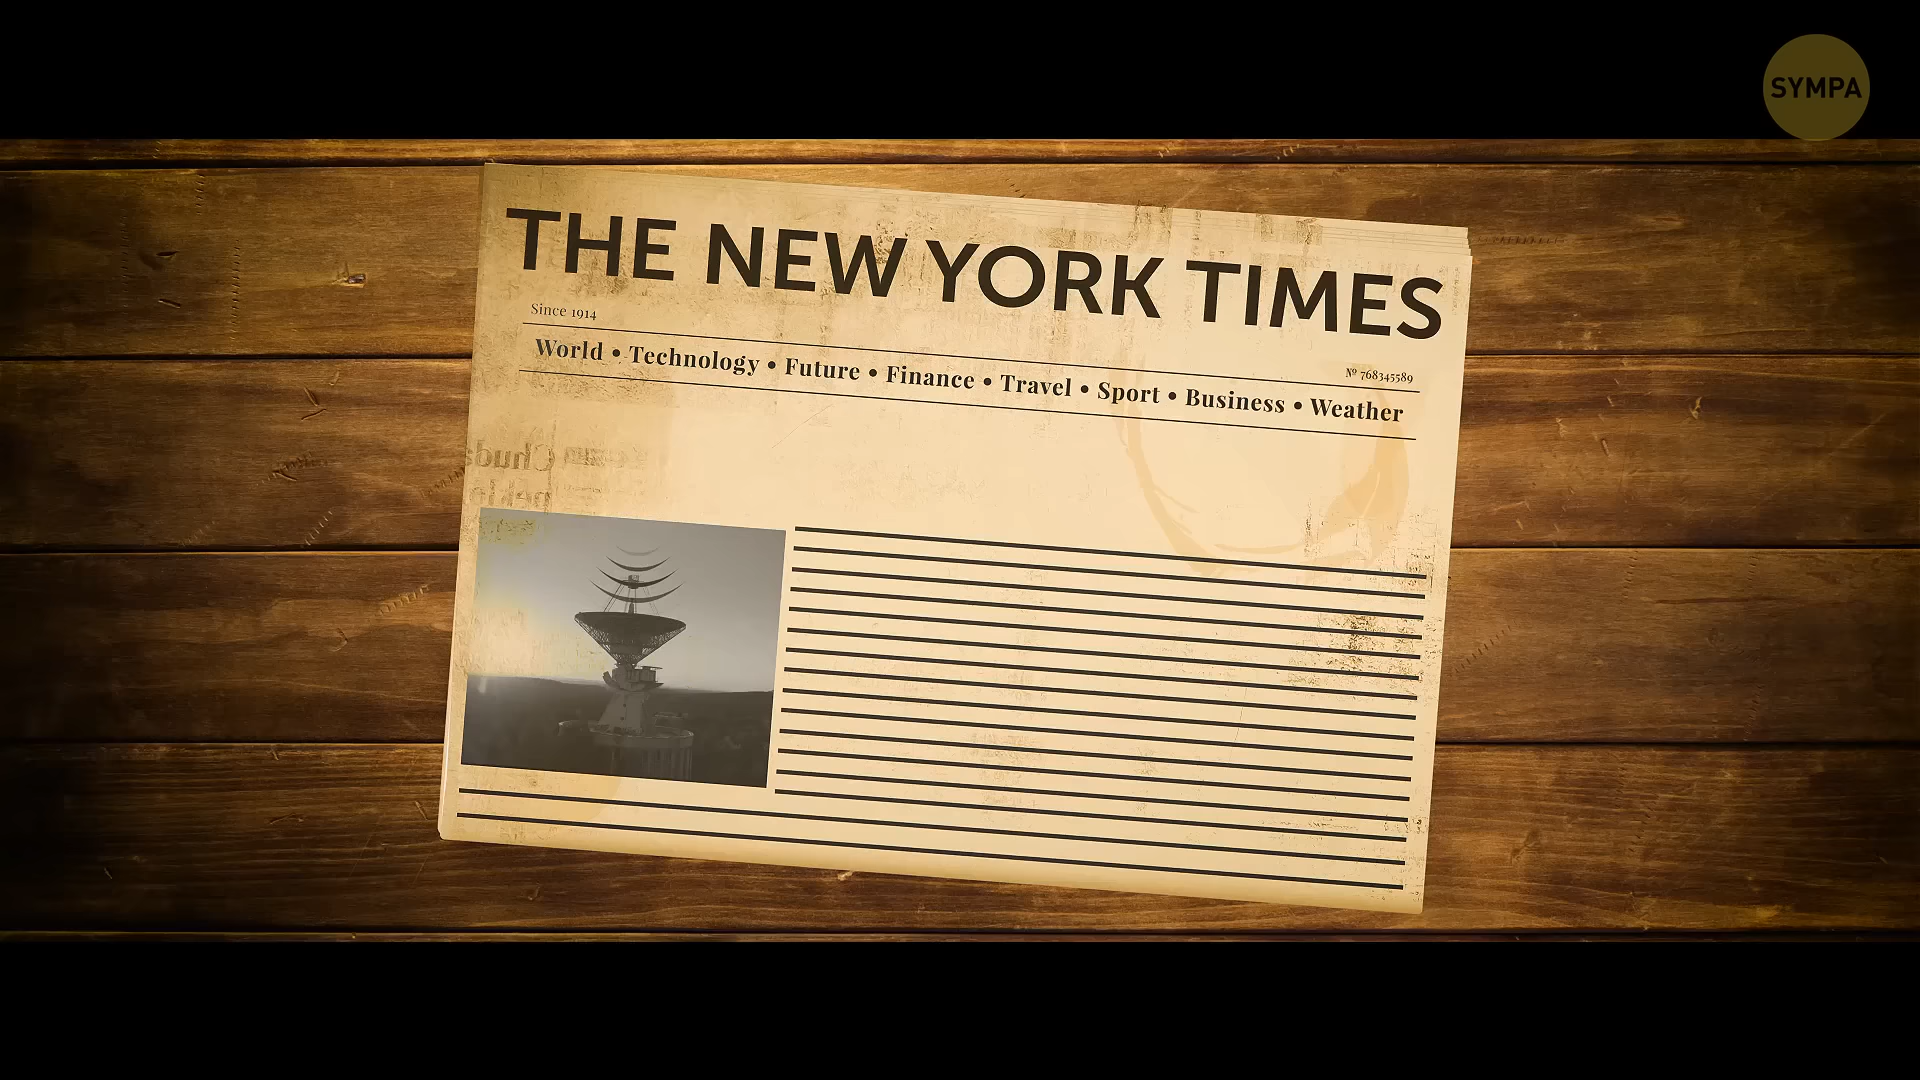 SYMPA
THE NEW YORK TIMES
Since 1914
Nº 768345589
World • Technology • Future • Finance • Travel • Sport • Business • Weather